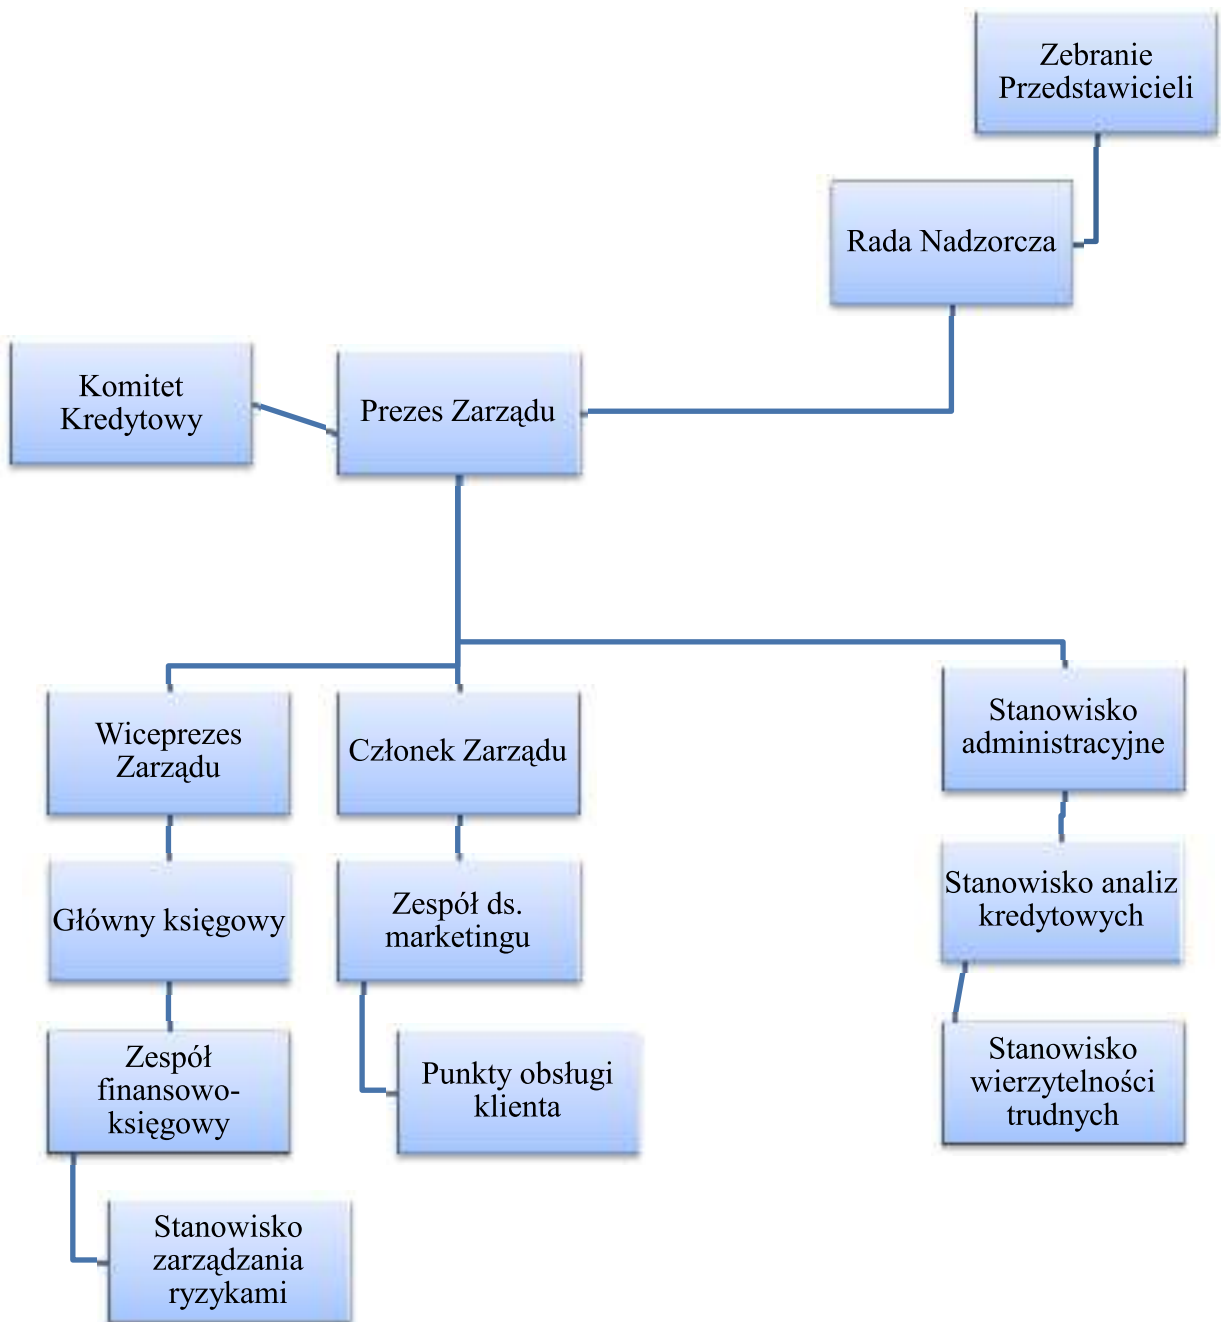 Zebranie
Przedstawicieli
Rada Nadzorcza
Komitet
Kredytowy
Prezes Zarządu
Wiceprezes
Zarządu
Członek Zarządu
Stanowisko
administracyjne
Główny księgowy
Zespół ds.
marketingu
Stanowisko analiz
kredytowych
Zespół
finansowo-
księgowy
Punkty obsługi
klienta
Stanowisko
wierzytelności
trudnych
Stanowisko
zarządzania
ryzykami